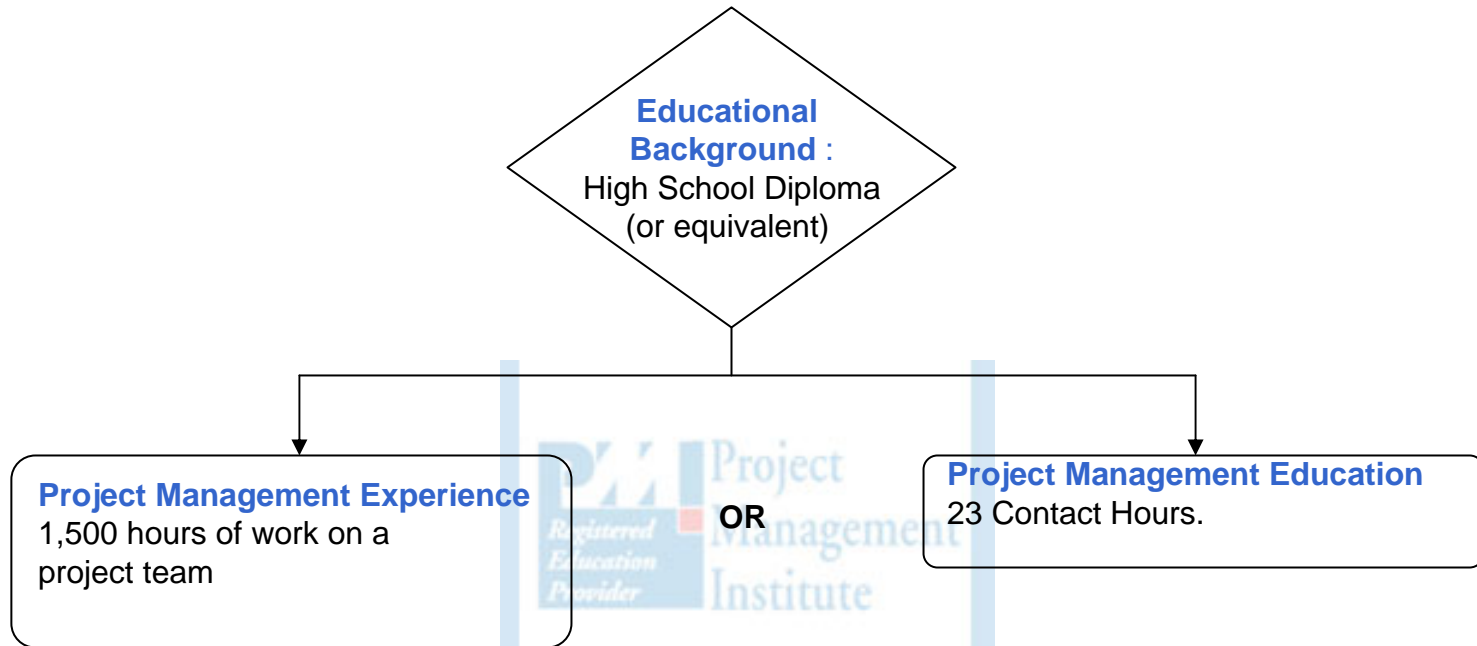 Educational
Background :
High School Diploma
(or equivalent)
Project Management Experience
1,500 hours of work on a
project team
OR
Project Management Education
23 Contact Hours.
PM
Registered
Education
Provider
Project
Management
Institute